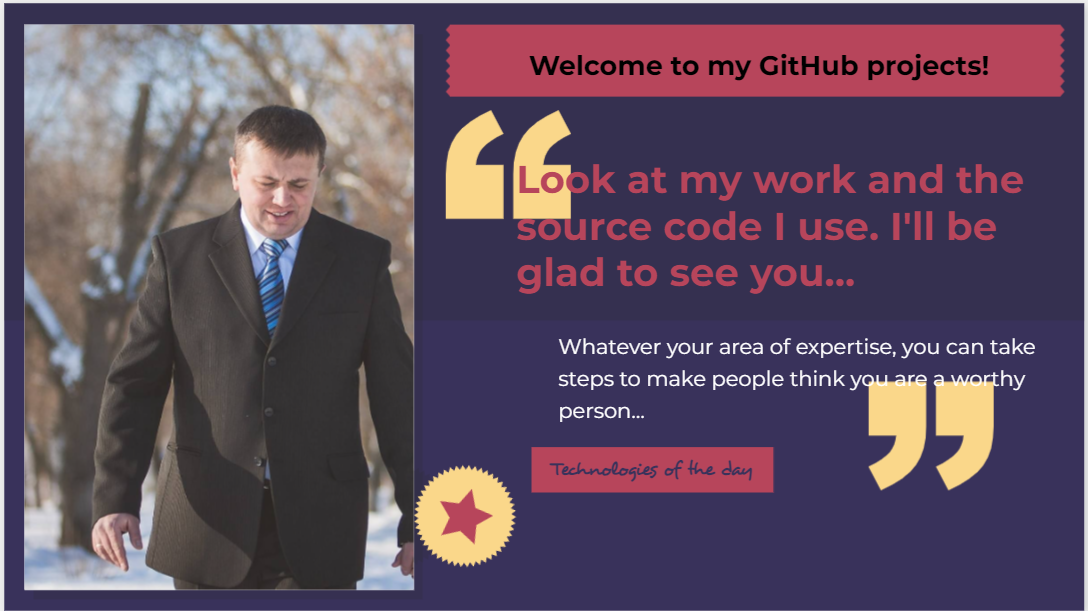 Welcome to my GitHub projects!
Look at my work and the
source code I use. I'll be
glad to see you...
Whatever your area of expertise, you can take
steps to make people think you are a worthy
person...
Technologies of the day